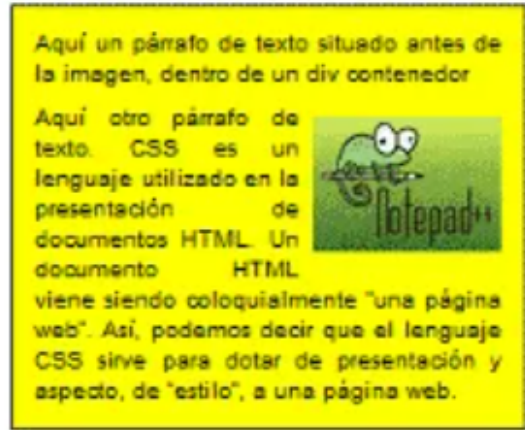 Aquí un párrafo de texto situado antes de
la imagen, dentro de un div contenedor
Aquí otro párrafo de
texto. CSS es un
lenguaje utilizado en la
presentación de
documentos HTML. Un
documento HTML
viene siendo coloquialmente "una página
web". Así, podemos decir que el lenguaje
CSS sirve para dotar de presentación y
aspecto, de "estilo", a una página web.
Notepad++